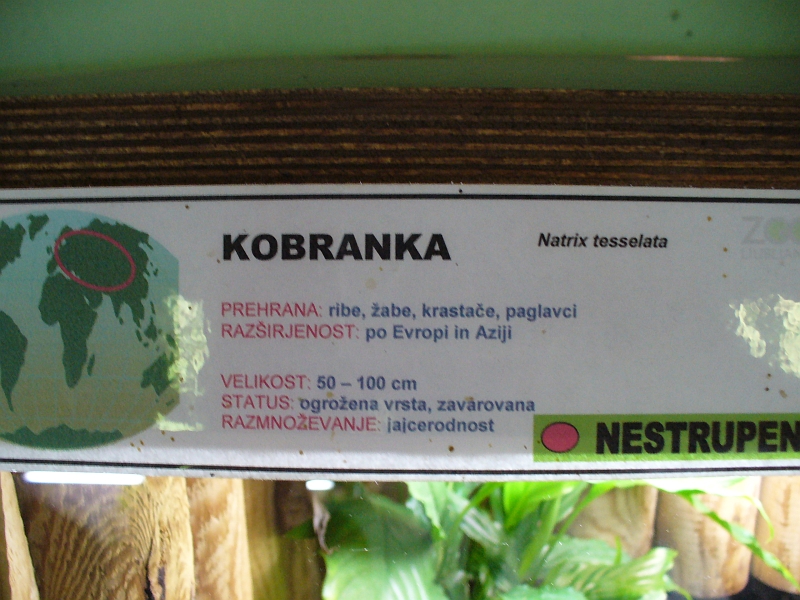 KOBRANKA
Natrix tesselata
ZOO
PREHRANA: ribe, žabe, krastače, paglavci
RAZŠIRJENOST: po Evropi in Aziji
VELIKOST: 50 – 100 cm
STATUS: ogrožena vrsta, zavarovana
RAZMNOŽEVANJE: jajcerodnost
NESTRUPEN